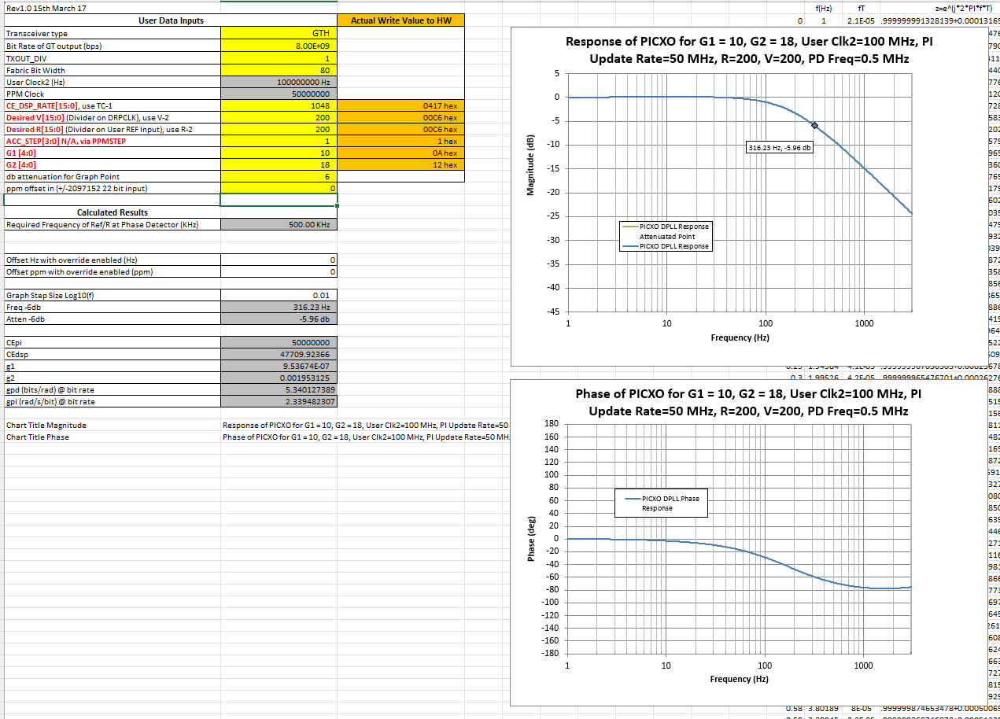 Rev1.0 15th March 17
User Data Inputs Actual Write Value to HW
Transceiver type GTH
Bit Rate of GT output (bps) 8.00E+09
TXOUT_DIV 1
Fabric Bit Width 80
User Clock2 (Hz) 100000000 Hz
PPM Clock 50000000
CE_DSP_RATE[15:0], use TC-1 1048 0417 hex
Desired V[15:0] (Divider on DRPCLK), use V-2 200 00C6 hex
Desired R[15:0] (Divider on User REF input), use R-2 200 00C6 hex
ACC_STEP[3:0] N/A, via PPMSTEP 1 1 hex
G1 [4:0] 10 0A hex
G2 [4:0] 18 12 hex
db attenuation for Graph Point 6
ppm offset in (+/-2097152 22 bit input) 0
Calculated Results
Required Frequency of Ref/R at Phase Detector (KHz) 500.00 KHz
Offset Hz with override enabled (Hz) 0
Offset ppm with override enabled (ppm) 0
Graph Step Size Log10(f) 0.01
Freq -6db 316.23 Hz
Atten -6db -5.96 db
CEpi 50000000
CEdsp 47709.92366
g1 9.53674E-07
g2 0.001953125
gpd (bits/rad) @ bit rate 5.340127389
gpi (rad/s/bit) @ bit rate 2.339482307
Chart Title Magnitude Response of PICXO for G1 = 10, G2 = 18, User Clk2=100 MHz, PI Update Rate=50
Chart Title Phase Phase of PICXO for G1 = 10, G2 = 18, User Clk2=100 MHz, PI Update Rate=50 MH
f(Hz) fT z=e^(j*2*PI*f*T)
0 1 2.1E-05 .999999991328139+0.00013169
Response of PICXO for G1 = 10, G2 = 18, User Clk2=100 MHz, PI
Update Rate=50 MHz, R=200, V=200, PD Freq=0.5 MHz
5
0
-5
-10
-15
-20
-25
-30
-35
-40
-45
Magnitude (dB)
316.23 Hz, -5.96 db
PICXO DPLL Response
Attenuated Point
PICXO DPLL Response
1 10 100 1000
Frequency (Hz)
0.3 1.99526 4.2E-05 .999999965476701+0.00026276
Phase of PICXO for G1 = 10, G2 = 18, User Clk2=100 MHz, PI
Update Rate=50 MHz, R=200, V=200, PD Freq=0.5 MHz
180
160
140
120
100
80
60
40
20
0
-20
-40
-60
-80
-100
-120
-140
-160
-180
Phase (deg)
PICXO DPLL Phase
Response
1 10 100 1000
Frequency (Hz)
0.58 3.80189 8E-05 .999999874653478+0.00050069